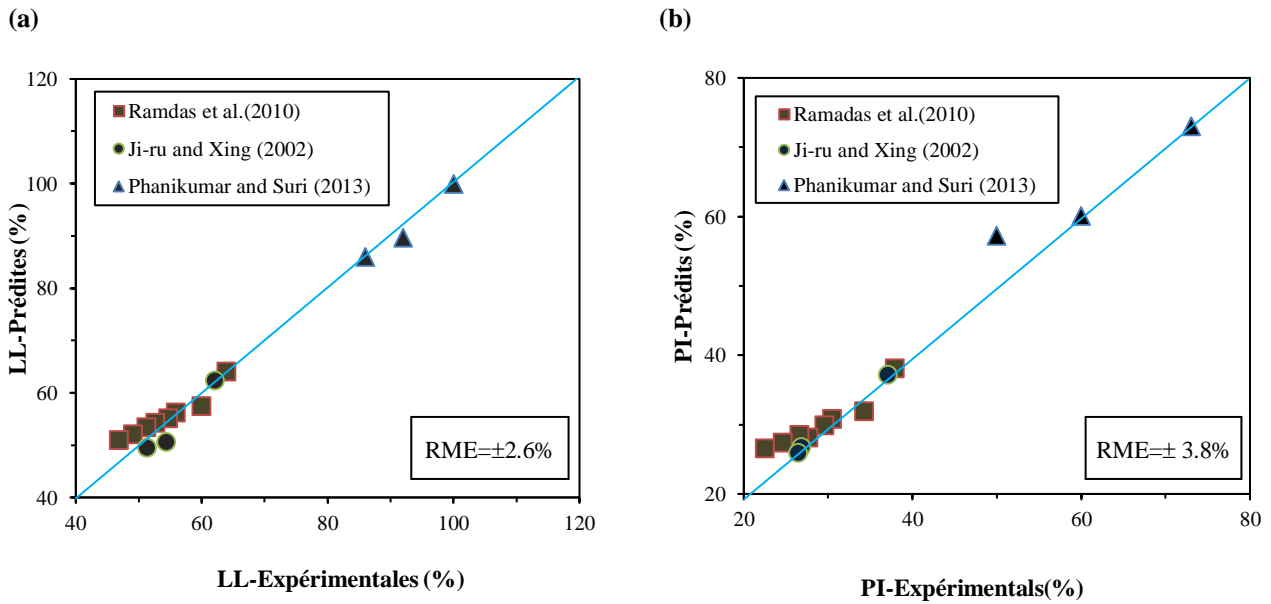 (a)
120
100
80
60
40
40
60
80
100
120
LL-Prédites (%)
LL-Expérimentales (%)
Ramdas et al.(2010)
Ji-ru and Xing (2002)
Phanikumar and Suri (2013)
RME=±2.6%
(b)
80
60
40
20
20
40
60
80
PI-Prédits (%)
PI-Expérimentals(%)
Ramadas et al.(2010)
Ji-ru and Xing (2002)
Phanikumar and Suri (2013)
RME=± 3.8%